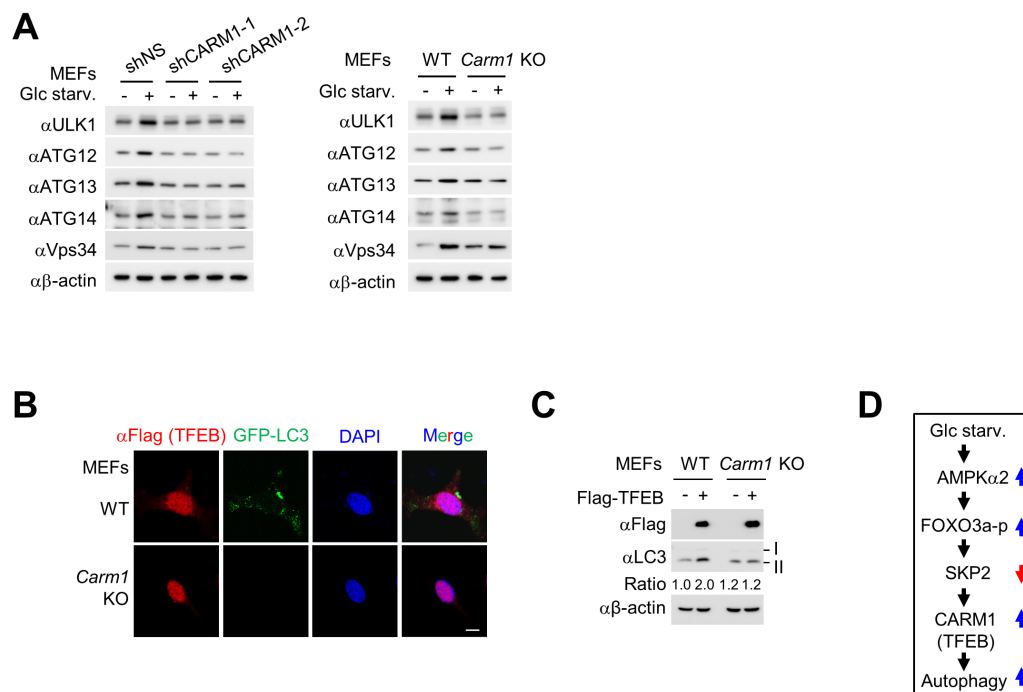 A
MEFs shNS shCARM1-1 shCARM1-2
Glc starv. - + - + - +
αULK1
αATG12
αATG13
αATG14
αVps34
αβ-actin
MEFs WT Carm1 KO
Glc starv. - + - +
αULK1
αATG12
αATG13
αATG14
αVps34
αβ-actin
B
αFlag (TFEB) GFP-LC3 DAPI Merge
MEFs
WT
Carm1
KO
C
MEFs WT Carm1 KO
Flag-TFEB - + - +
αFlag
αLC3 I
II
Ratio 1.0 2.0 1.2 1.2
αβ-actin
D
Glc starv.
AMPKα2
FOXO3a-p
SKP2
CARM1
(TFEB)
Autophagy